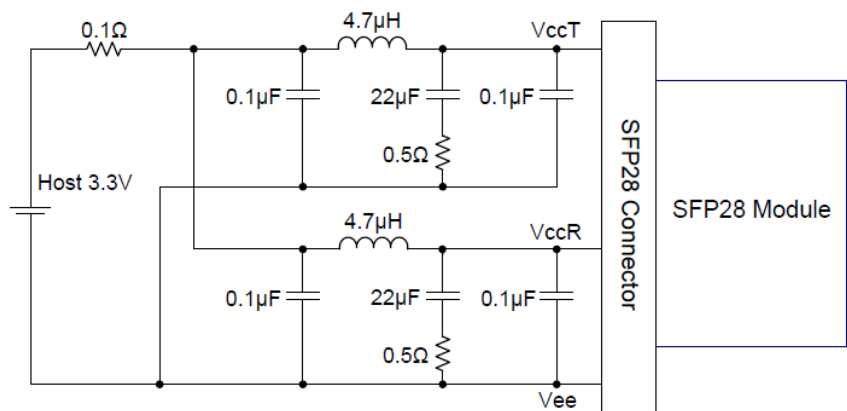 0.1Ω
4.7µH
VccT
0.1µF
22µF
0.1µF
0.5Ω
Host 3.3V
4.7µH
VccR
0.1µF
22µF
0.1µF
0.5Ω
Vee
SFP28 Connector
SFP28 Module